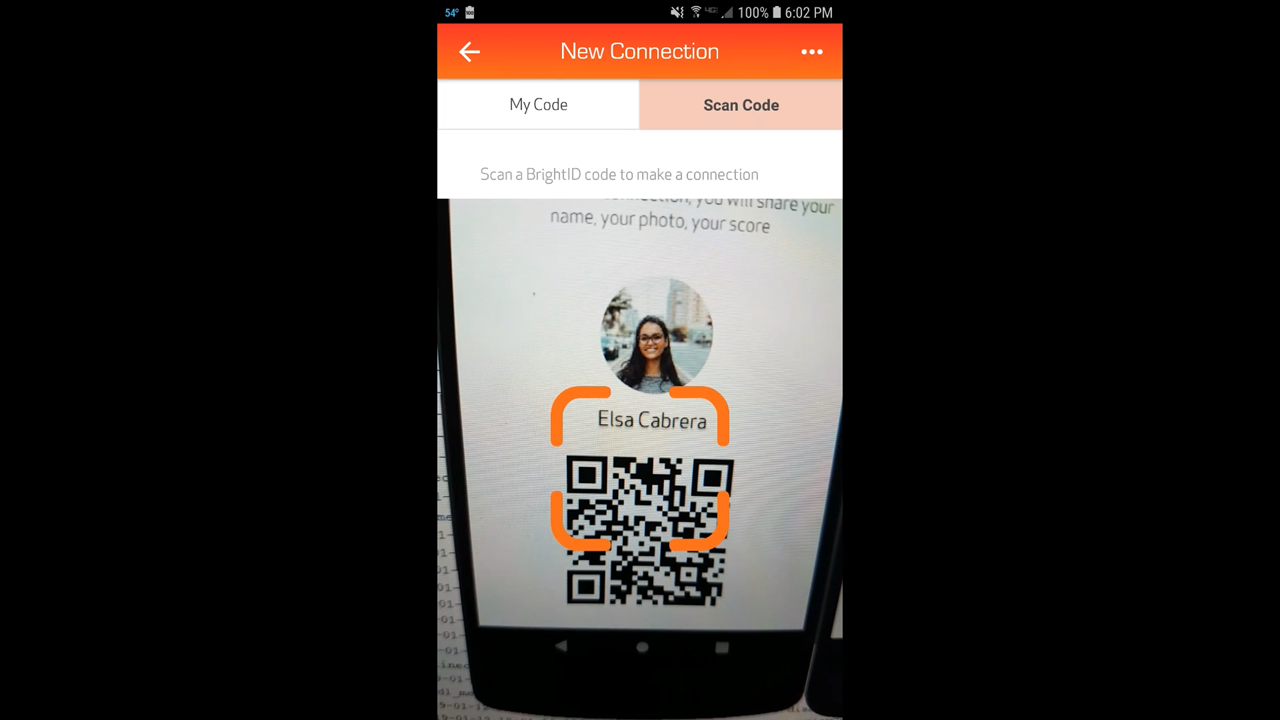 54° 100 100% 6:02 PM
New Connection
My Code
Scan Code
Scan a BrightID code to make a connection
you will share your
name, your photo, your score
Elsa Cabrera